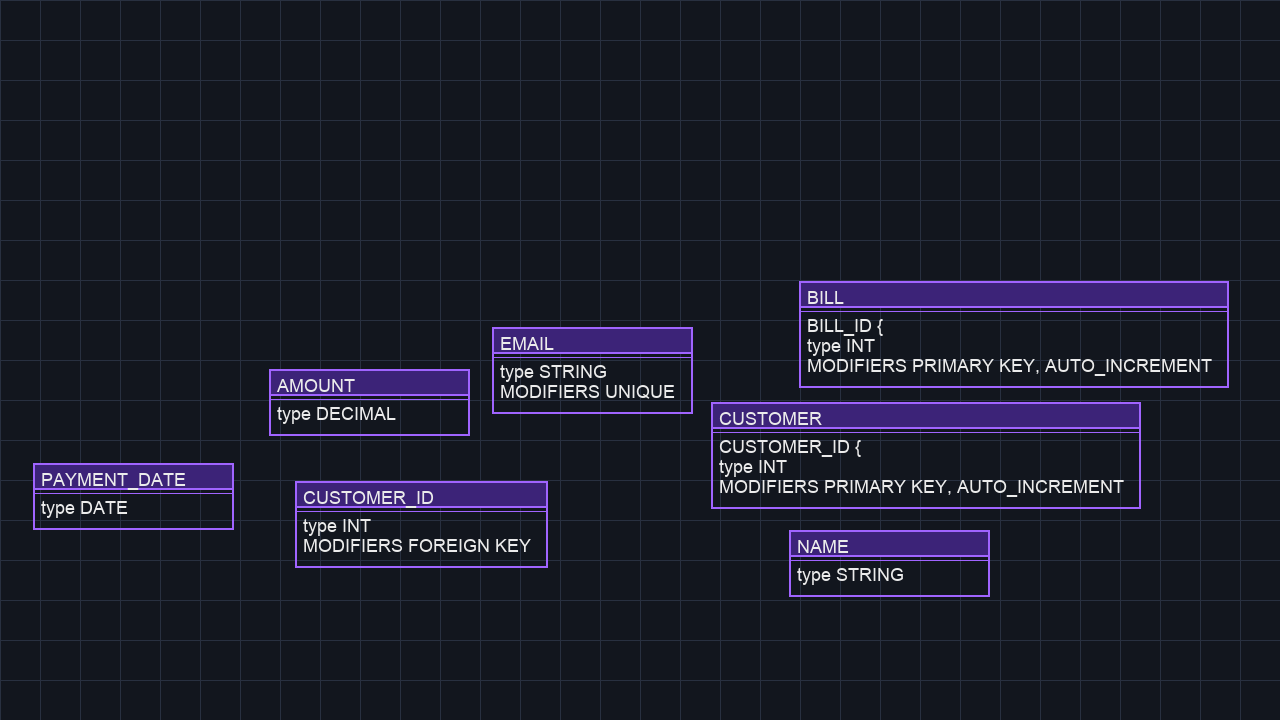 BILL
BILL_ID {
type INT
MODIFIERS PRIMARY KEY, AUTO_INCREMENT
EMAIL
type STRING
MODIFIERS UNIQUE
AMOUNT
type DECIMAL
CUSTOMER
CUSTOMER_ID {
type INT
MODIFIERS PRIMARY KEY, AUTO_INCREMENT
PAYMENT_DATE
type DATE
CUSTOMER_ID
type INT
MODIFIERS FOREIGN KEY
NAME
type STRING